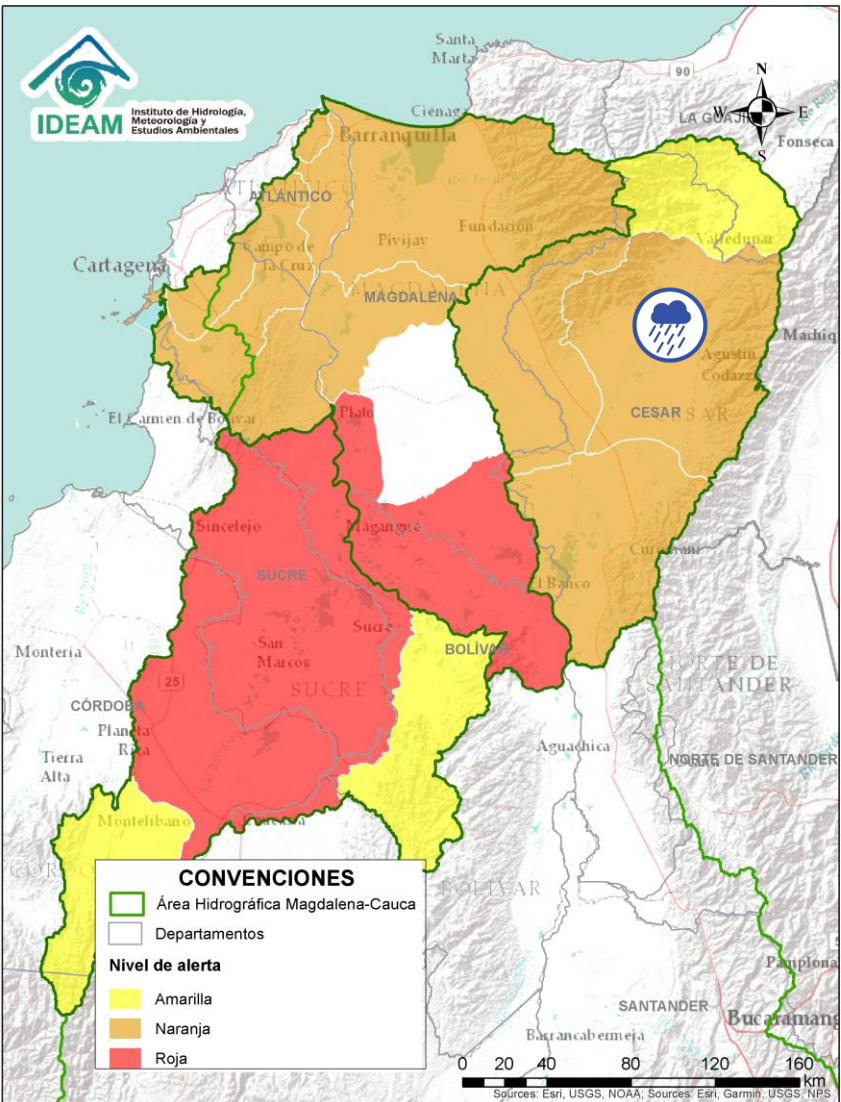 IDEAM
Instituto de Hidrología,
Meteorología y
Estudios Ambientales
Santa
Marta
90
N
W
E
S
LA GUAJIRA
Fonseca
Ciénaga
Barranquilla
ATLÁNTICO
ATLÁNTICO
Fundación
Pivijay
Campo de
la Cruz
Valledupar
Cartagena
MAGDALENA
MAGDALENA
Agustín
Codazzi
CESAR
CESAR
El Carmen de Bolívar
Plato
Sincelejo
Magangué
SUCRE
El Banco
Sucre
BOLÍVAR
San
Marcos
SUCRE
Montería
25
CÓRDOBA
Planeta
Rica
Tierra
Alta
NORTE DE
SANTANDER
Aguachica
NORTE DE SANTANDER
Montelíbano
BOLÍVAR
CONVENCIONES
Área Hidrográfica Magdalena-Cauca
Departamentos
Nivel de alerta
Amarilla
Naranja
Roja
Pamplona
SANTANDER
Bucaramang
Barrancabermeja
0 20 40 80 120 160
km
Sources: Esri, USGS, NOAA; Sources: Esri, Garmin, USGS, NPS